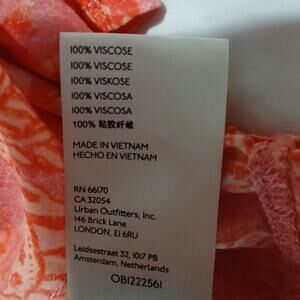 100% VISCOSE
100% VISCOSE
100% VISKOSE
100% VISCOSA
100% VISCOSA
100% 粘胶纤维
MADE IN VIETNAM
HECHO EN VIETNAM
RN 66170
CA 32054
Urban Outfitters, Inc.
146 Brick Lane
LONDON, E1 6RU
Leidsestraat 32, 1017 PB
Amsterdam, Netherlands
OB1222561